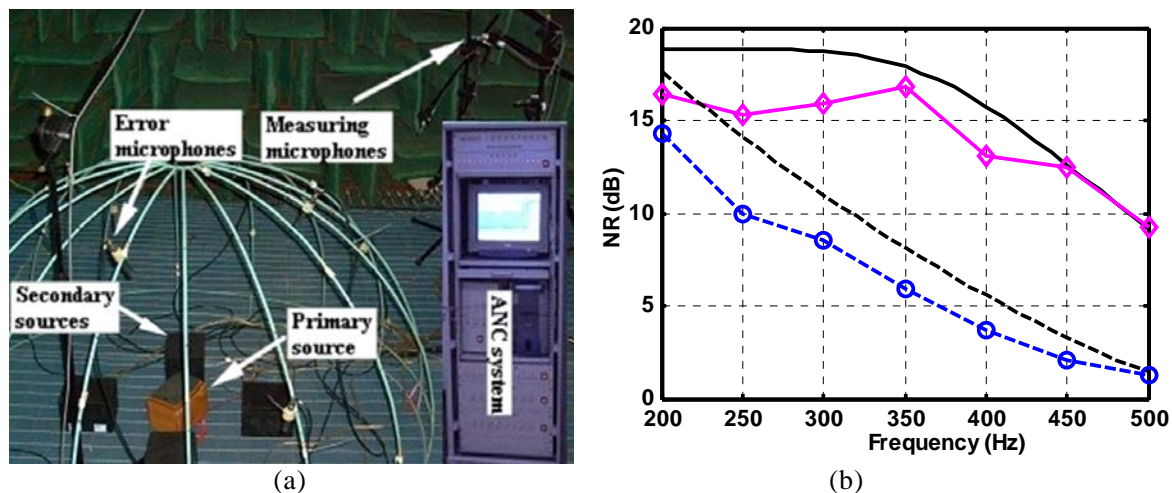 Error
microphones
Measuring
microphones
Secondary
sources
Primary
source
ANC system
(a)
20
15
10
5
0
NR (dB)
200 250 300 350 400 450 500
Frequency (Hz)
(b)